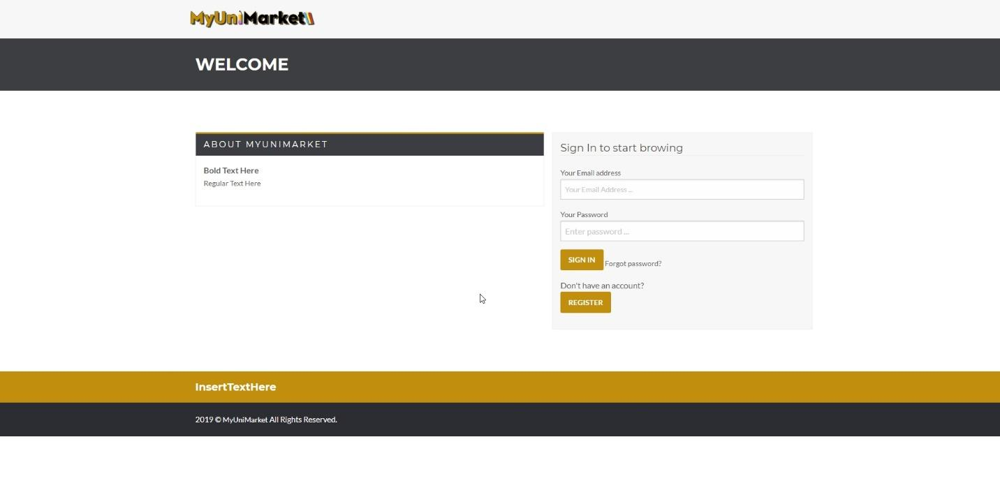 MyUniMarket
WELCOME
ABOUT MYUNIMARKET
Bold Text Here
Regular Text Here
Sign In to start browing
Your Email address
Your Email Address ...
Your Password
Enter password ...
SIGN IN Forgot password?
Don't have an account?
REGISTER
InsertTextHere
2019 © MyUniMarket All Rights Reserved.